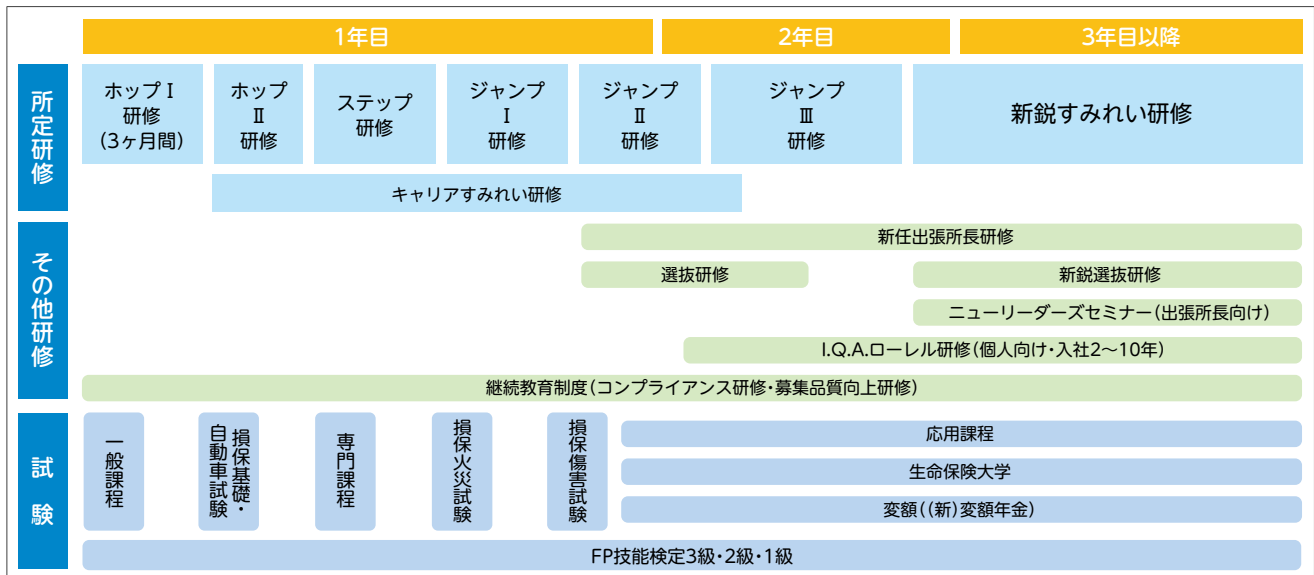 1年目
2年目
3年目以降
所定研修
ホップⅠ
研修
(3ヶ月間)
ホップ
Ⅱ
研修
ステップ
研修
ジャンプ
Ⅰ
研修
ジャンプ
Ⅱ
研修
ジャンプ
Ⅲ
研修
新鋭すみれい研修
キャリアすみれい研修
その他研修
新任出張所長研修
選抜研修
新鋭選抜研修
ニューリーダーズセミナー(出張所長向け)
I.Q.A.ローレル研修(個人向け・入社2〜10年)
継続教育制度(コンプライアンス研修・募集品質向上研修)
試験
一般課程
損保基礎・
自動車試験
専門課程
損保火災試験
損保傷害試験
応用課程
生命保険大学
変額((新)変額年金)
FP技能検定3級・2級・1級